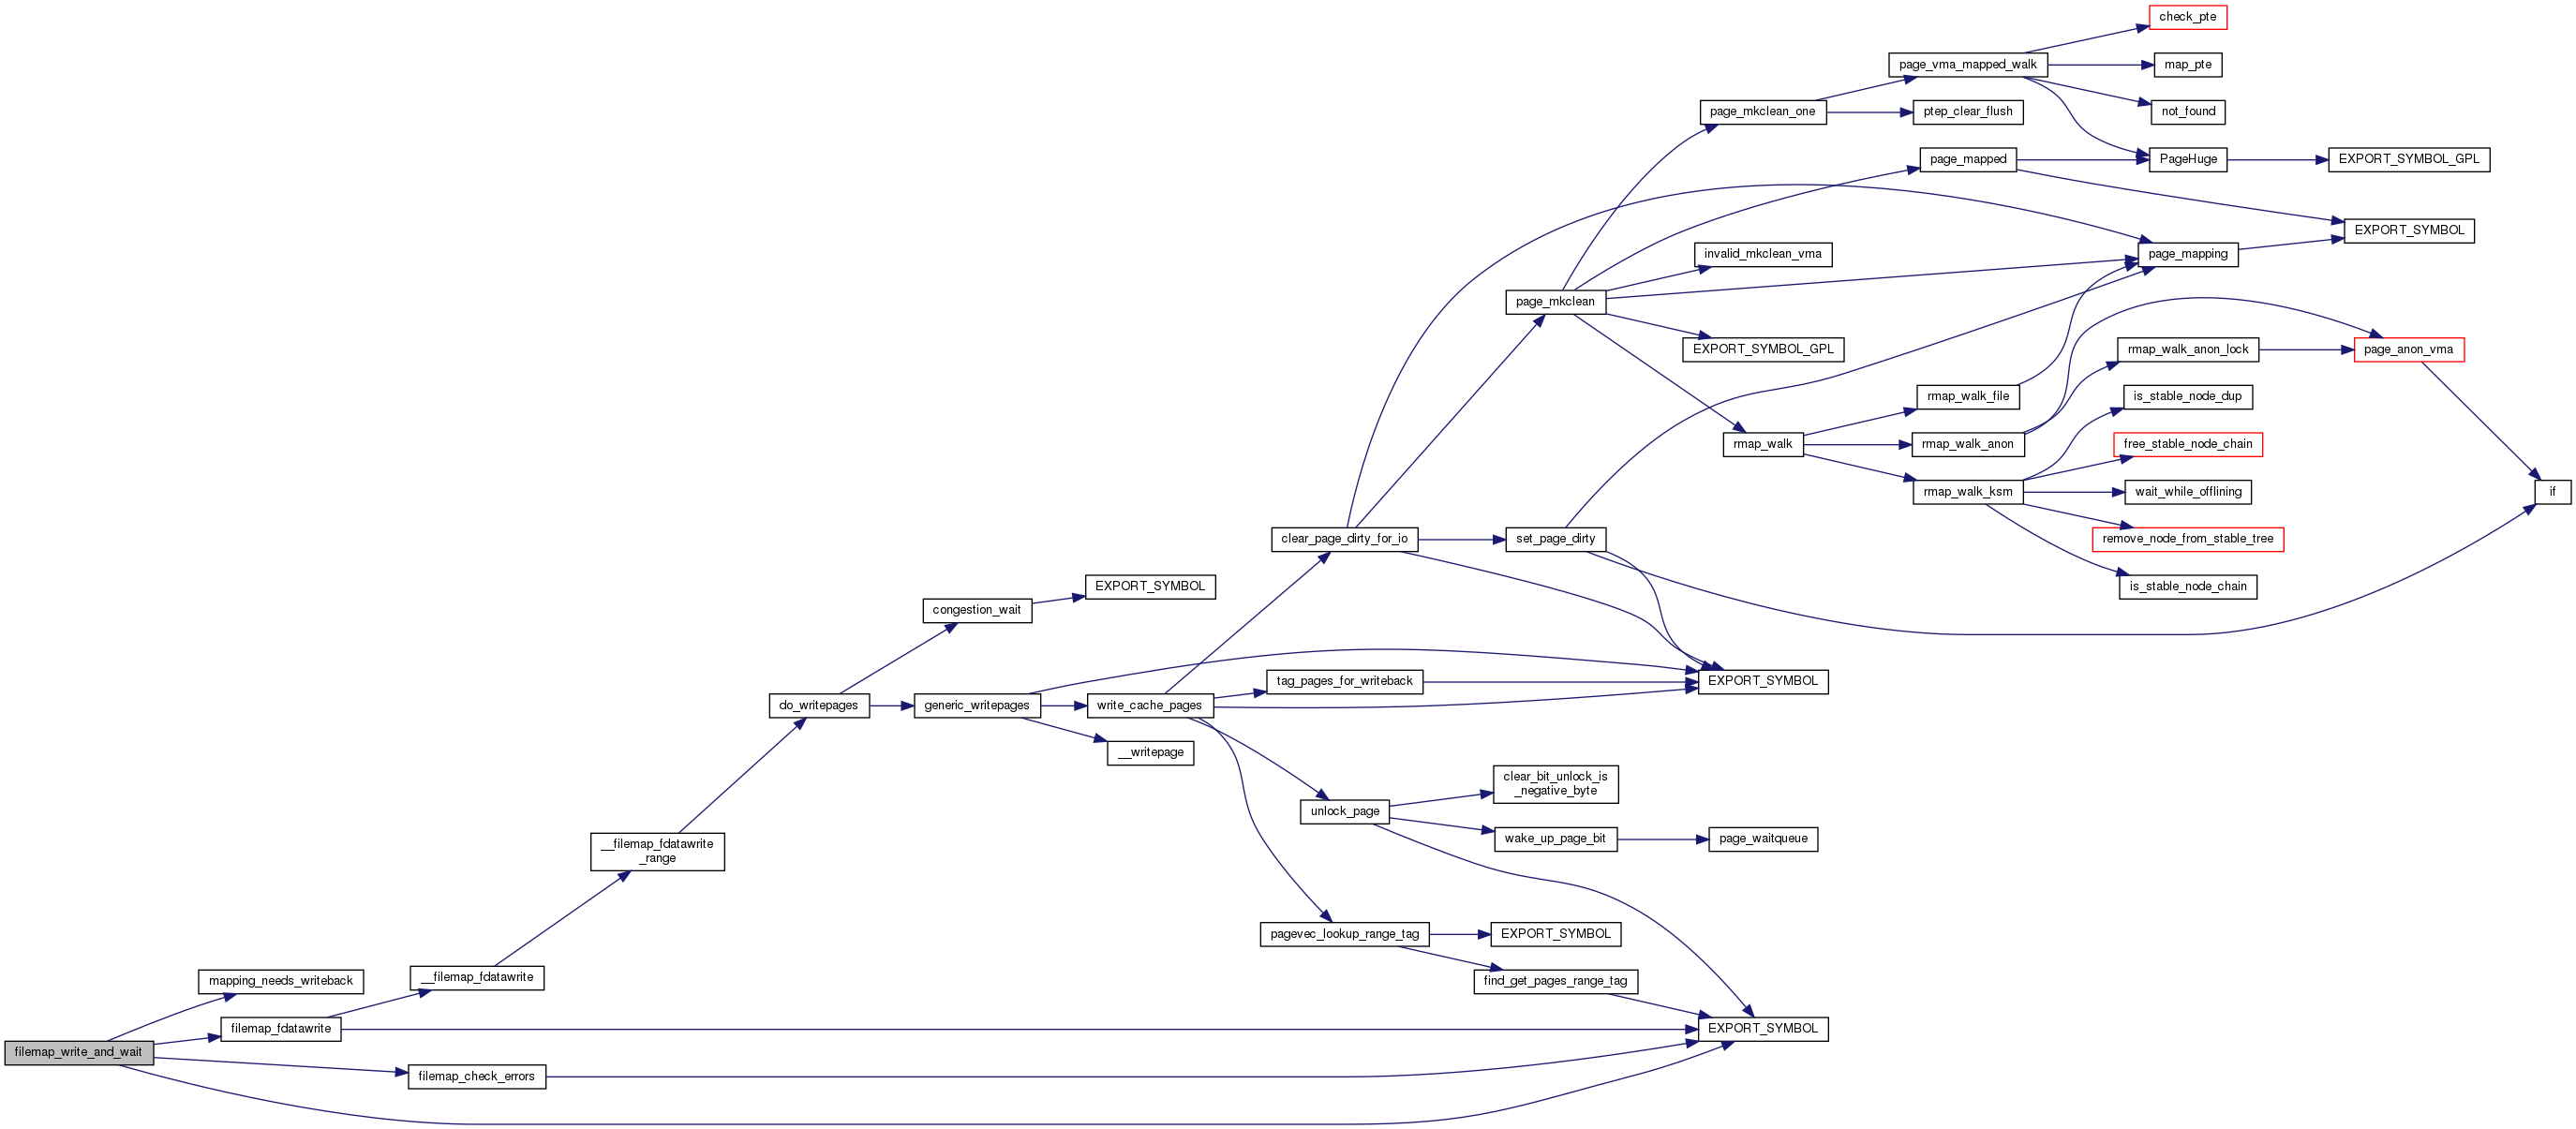 check_pte
page_vma_mapped_walk
map_pte
page_mkclean_one
ptep_clear_flush
not_found
page_mapped
PageHuge
EXPORT_SYMBOL_GPL
EXPORT_SYMBOL
invalid_mkclean_vma
page_mapping
page_mkclean
EXPORT_SYMBOL_GPL
rmap_walk_anon_lock
page_anon_vma
rmap_walk_file
is_stable_node_dup
rmap_walk
rmap_walk_anon
free_stable_node_chain
rmap_walk_ksm
wait_while_offlining
if
clear_page_dirty_for_io
set_page_dirty
remove_node_from_stable_tree
is_stable_node_chain
EXPORT_SYMBOL
congestion_wait
tag_pages_for_writeback
EXPORT_SYMBOL
do_writepages
generic_writepages
write_cache_pages
__writepage
clear_bit_unlock_is
_negative_byte
unlock_page
wake_up_page_bit
page_waitqueue
__filemap_fdatawrite
_range
pagevec_lookup_range_tag
EXPORT_SYMBOL
mapping_needs_writeback
__filemap_fdatawrite
find_get_pages_range_tag
filemap_fdatawrite
EXPORT_SYMBOL
filemap_write_and_wait
filemap_check_errors